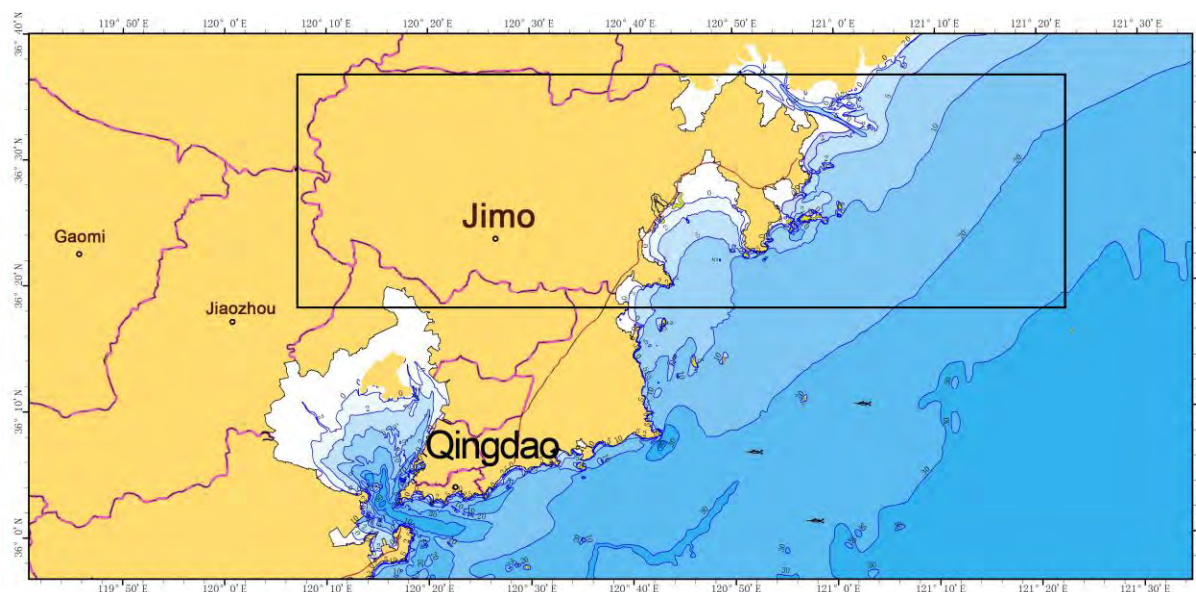 119° 50′ E 120° 0′ E 120° 10′ E 120° 20′ E 120° 30′ E 120° 40′ E 120° 50′ E 121° 0′ E 121° 10′ E 121° 20′ E 121° 30′ E
36° 40′ N
36° 30′ N
Jimo
Gaomi
36° 20′ N
Jiaozhou
36° 10′ N
Qingdao
36° 0′ N
119° 50′ E 120° 0′ E 120° 10′ E 120° 20′ E 120° 30′ E 120° 40′ E 120° 50′ E 121° 0′ E 121° 10′ E 121° 20′ E 121° 30′ E